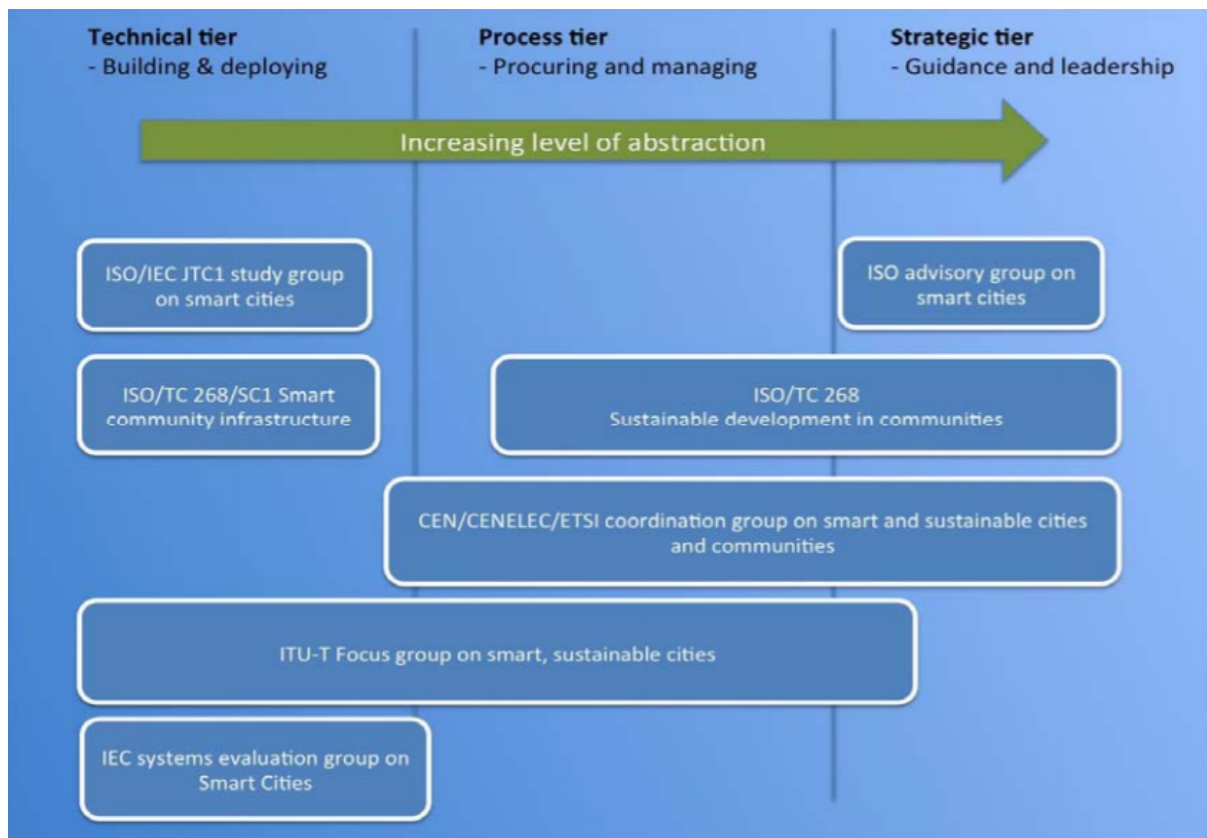 Technical tier
- Building & deploying
Process tier
- Procuring and managing
Strategic tier
- Guidance and leadership
Increasing level of abstraction
ISO/IEC JTC1 study group
on smart cities
ISO advisory group on
smart cities
ISO/TC 268/SC1 Smart
community infrastructure
ISO/TC 268
Sustainable development in communities
CEN/CENELEC/ETSI coordination group on smart and sustainable cities
and communities
ITU-T Focus group on smart, sustainable cities
IEC systems evaluation group on
Smart Cities